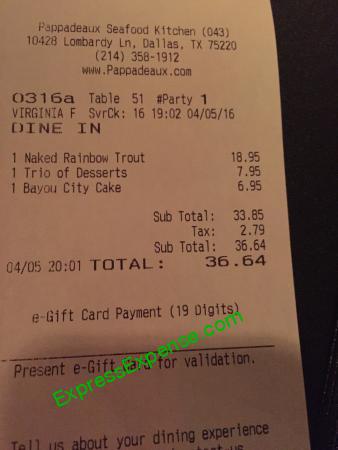 Pappadeaux Seafood Kitchen (043)
10428 Lombardy Ln, Dallas, TX 75220
(214) 358-1912
www.Pappadeaux.com
0316a Table 51 #Party 1
VIRGINIA F SvrCk: 16 19:02 04/05/16
DINE IN
1 Naked Rainbow Trout 18.95
1 Trio of Desserts 7.95
1 Bayou City Cake 6.95
Sub Total: 33.85
Tax: 2.79
Sub Total: 36.64
04/05 20:01 TOTAL: 36.64
e-Gift Card Payment (19 Digits)
Present e-Gift Card for validation.
ExpressExpense.com
Tell us about your dining experience